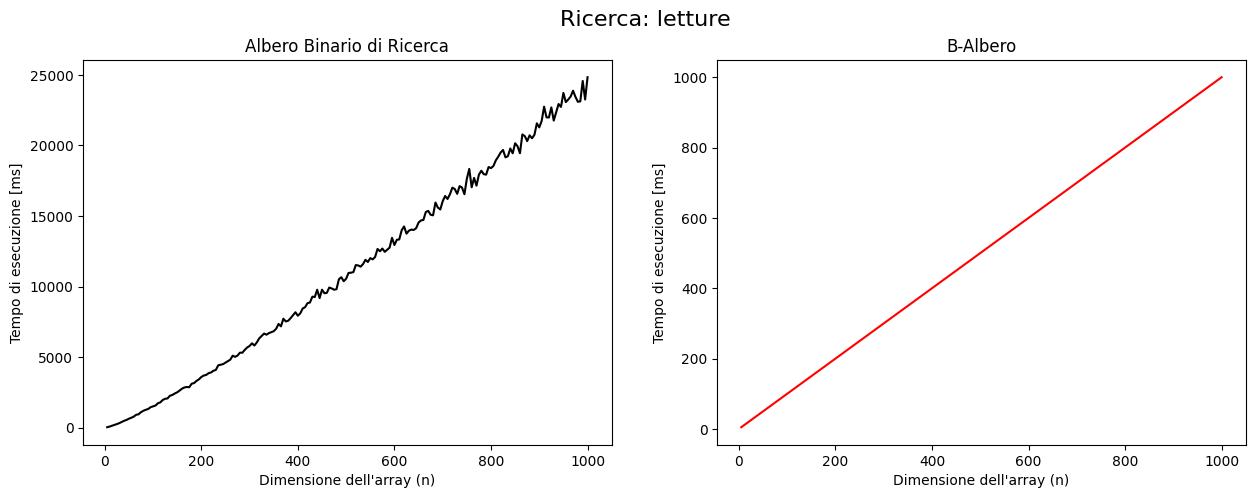 Ricerca: letture
Albero Binario di Ricerca
Tempo di esecuzione [ms]
25000
20000
15000
10000
5000
0
0 200 400 600 800 1000
Dimensione dell'array (n)
B-Albero
Tempo di esecuzione [ms]
1000
800
600
400
200
0
0 200 400 600 800 1000
Dimensione dell'array (n)